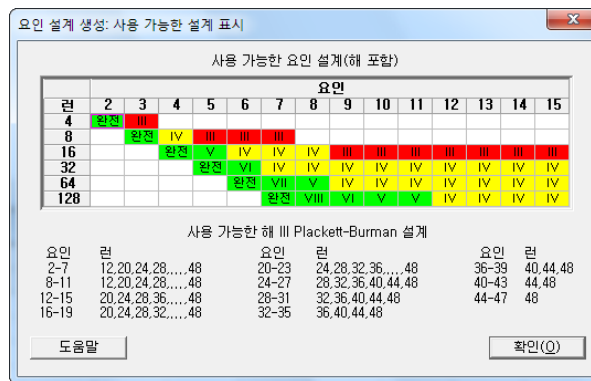 요인 설계 생성: 사용 가능한 설계 표시
사용 가능한 요인 설계(해 포함)
요인
런 2 3 4 5 6 7 8 9 10 11 12 13 14 15
4 완전 III
8 완전 IV III III III
16 완전 V IV IV IV III III III III III III III
32 완전 VI IV IV IV IV IV IV IV IV IV
64 완전 VII V IV IV IV IV IV IV IV
128 완전 VIII VI V V IV IV IV IV
사용 가능한 해 III Plackett-Burman 설계
요인 런 요인 런 요인 런
2-7 12,20,24,28,,,,,48 20-23 24,28,32,36,,,,,48 36-39 40,44,48
8-11 12,20,24,28,,,,,48 24-27 28,32,36,40,44,48 40-43 44,48
12-15 20,24,28,36,,,,,48 28-31 32,36,40,44,48 44-47 48
16-19 20,24,28,32,,,,,48 32-35 36,40,44,48
도움말 확인(O)